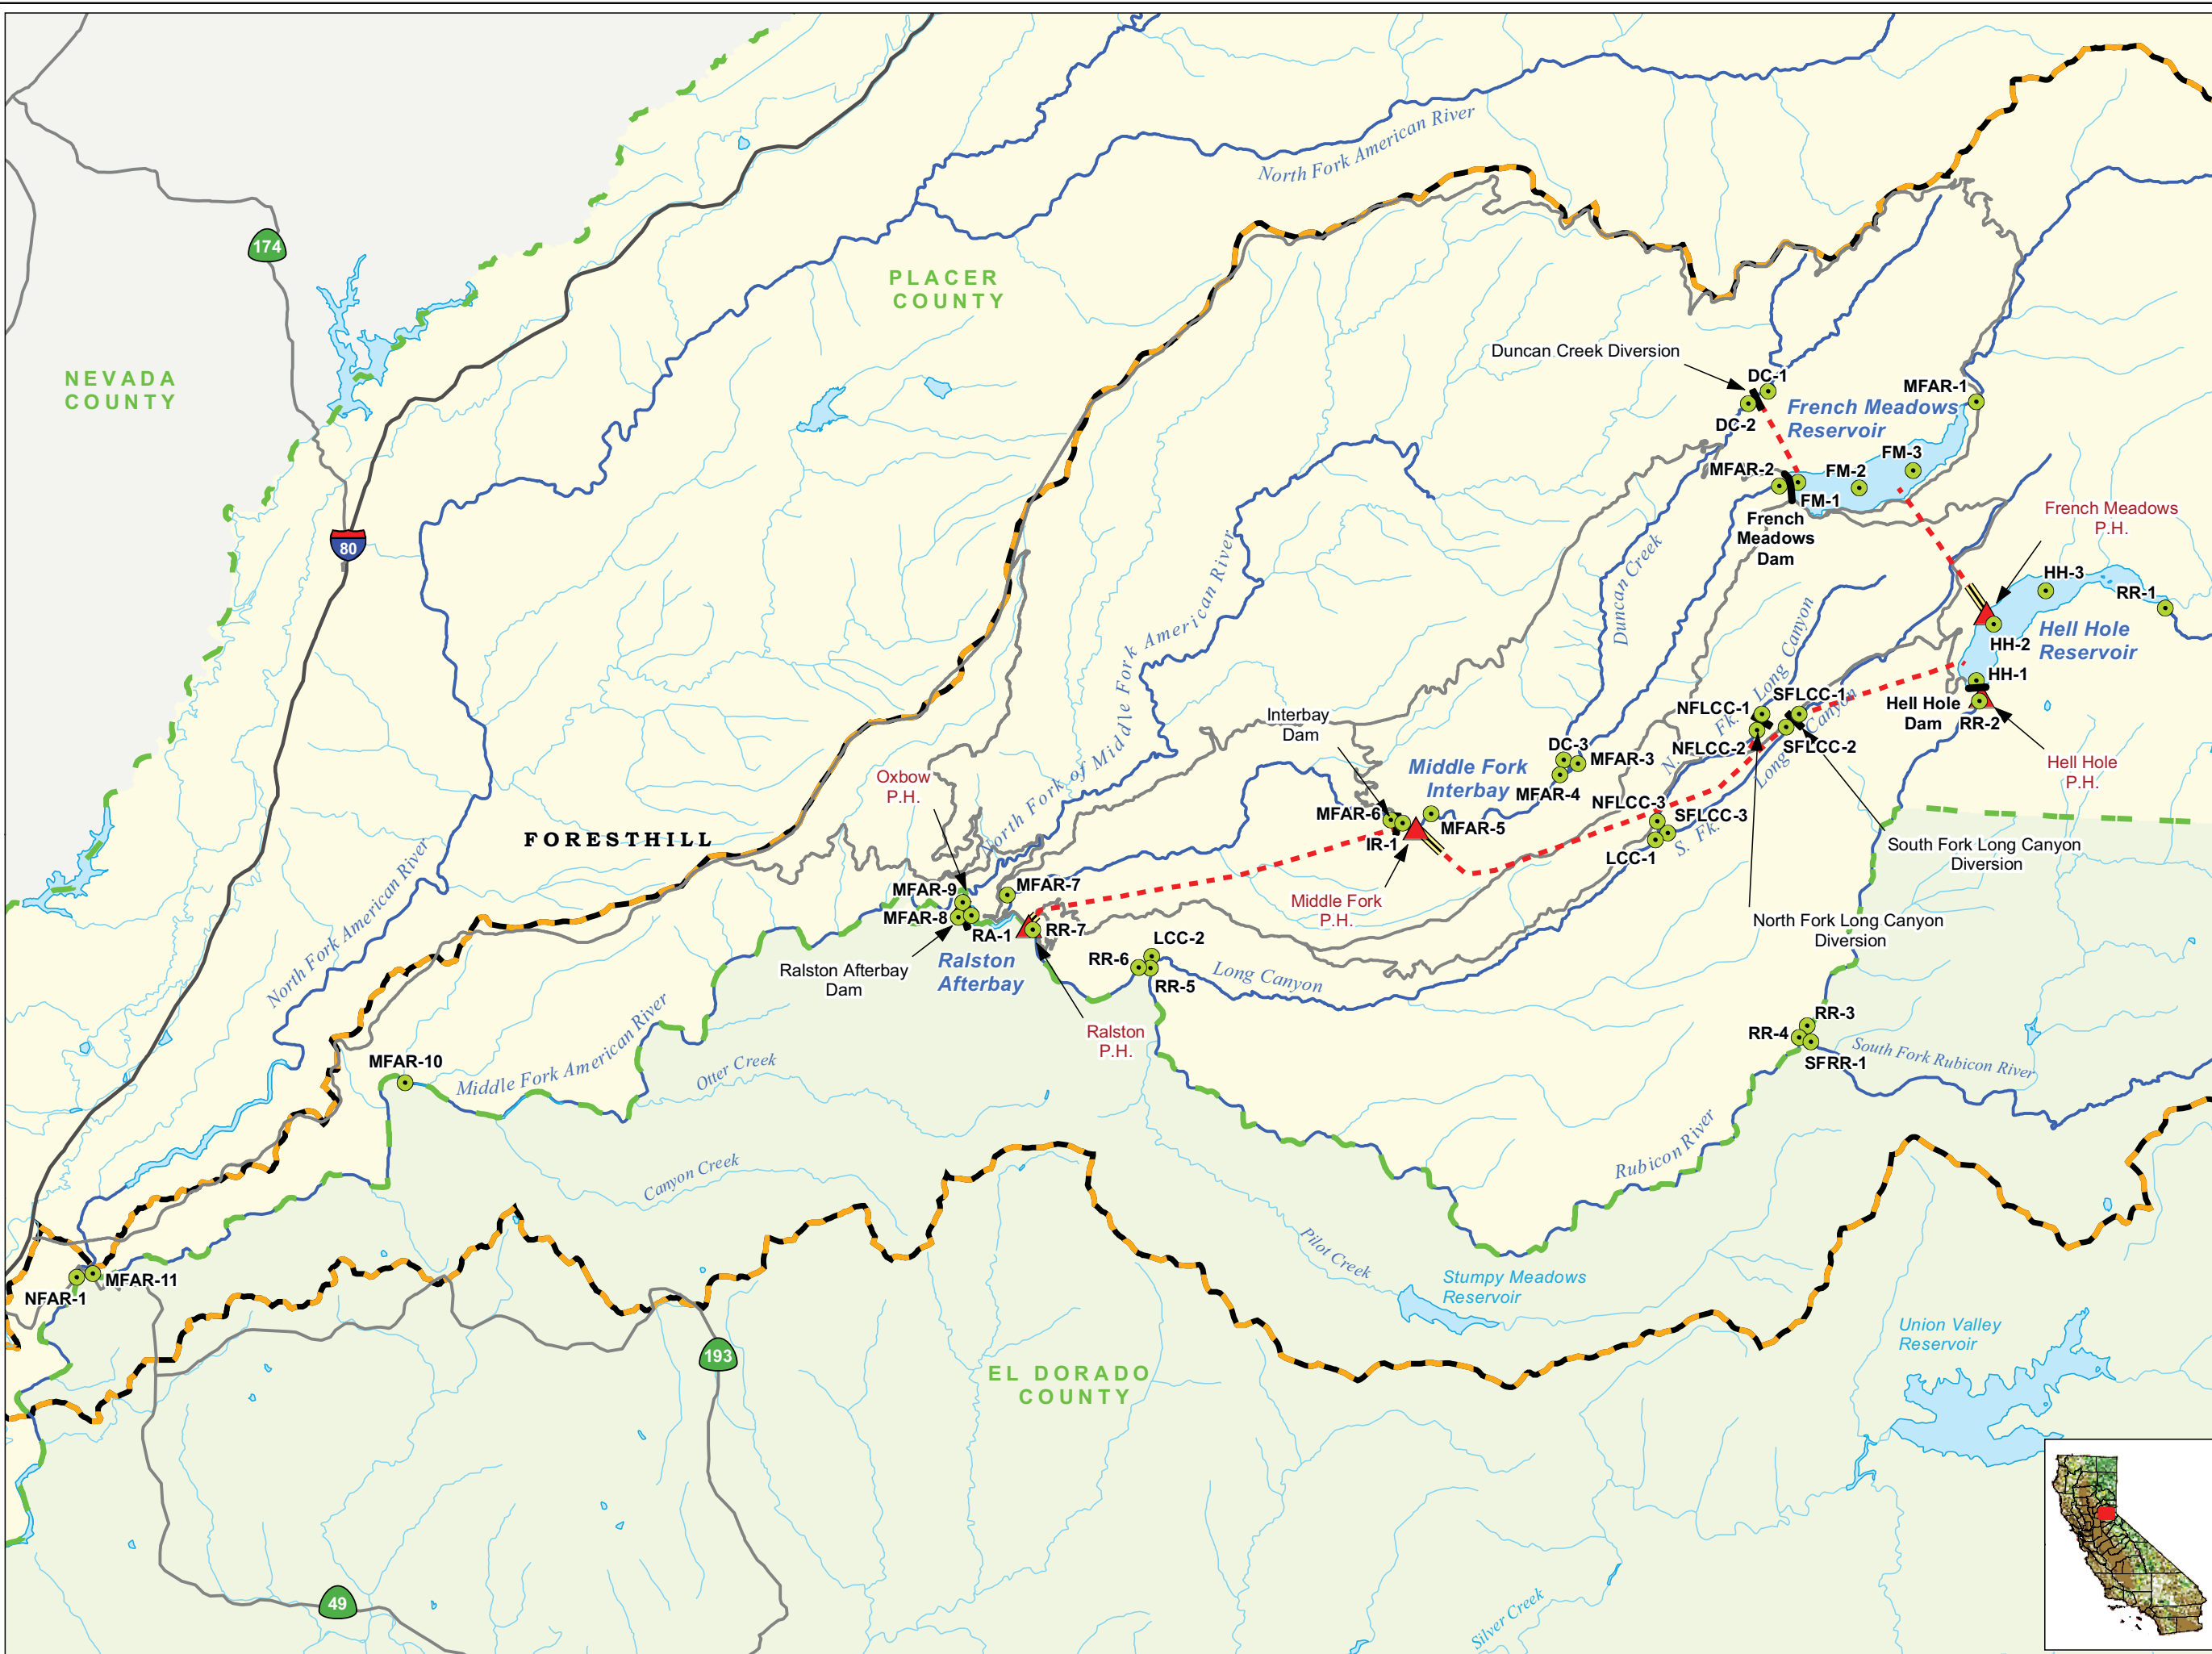 North Fork American River
174
PLACER
COUNTY
NEVADA
COUNTY
Duncan Creek Diversion
DC-1
DC-2
MFAR-1
French Meadows
Reservoir
FM-3
FM-2
MFAR-2
FM-1
French
Meadows
Dam
French Meadows
P.H.
80
Duncan Creek
North Fork of Middle Fork American River
HH-3
RR-1
HH-2
Hell Hole
Reservoir
HH-1
Hell Hole
Dam
RR-2
Hell Hole
P.H.
N. Fk. Long Canyon
SFLCC-1
NFLCC-1
NFLCC-2
SFLCC-2
S. Fk. Long Canyon
Interbay
Dam
DC-3
MFAR-3
MFAR-4
Middle Fork
Interbay
Oxbow
P.H.
NFLCC-3
SFLCC-3
LCC-1
MFAR-6
MFAR-5
IR-1
FORESTHILL
South Fork Long Canyon
Diversion
North Fork Long Canyon
Diversion
Middle Fork
P.H.
MFAR-9
MFAR-7
MFAR-8
RA-1
RR-7
Ralston
Afterbay
Ralston Afterbay
Dam
LCC-2
RR-6
RR-5
Long Canyon
North Fork American River
Ralston
P.H.
RR-3
RR-4
SFRR-1
South Fork Rubicon River
MFAR-10
Middle Fork American River
Otter Creek
Rubicon River
Canyon Creek
Pilot Creek
Stumpy Meadows
Reservoir
MFAR-11
NFAR-1
Union Valley
Reservoir
193
EL DORADO
COUNTY
49
Silver Creek